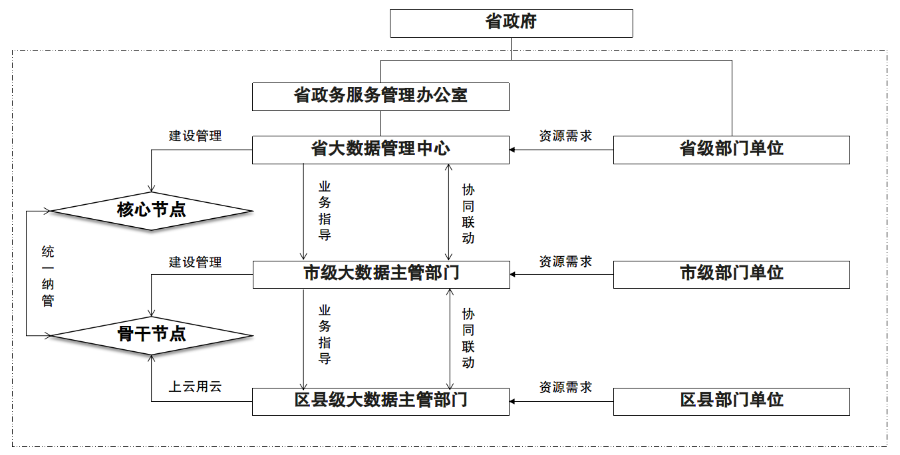 省政府
省政务服务管理办公室
建设管理
省大数据管理中心
资源需求
省级部门单位
业务指导
协同联动
核心节点
统一纳管
建设管理
市级大数据主管部门
资源需求
市级部门单位
业务指导
协同联动
骨干节点
上云用云
区县级大数据主管部门
资源需求
区县部门单位